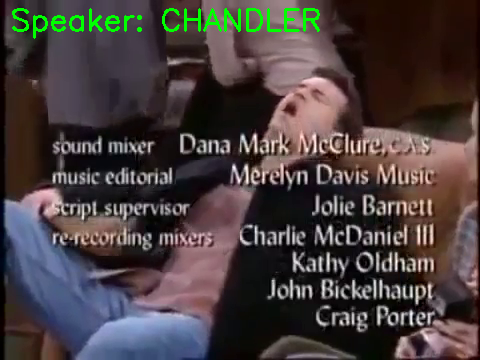 Speaker: CHANDLER
sound mixer Dana Mark McClure, C.A.S.
music editorial Merelyn Davis Music
script supervisor Jolie Barnett
re-recording mixers Charlie McDaniel III
Kathy Oldham
John Bickelhaupt
Craig Porter